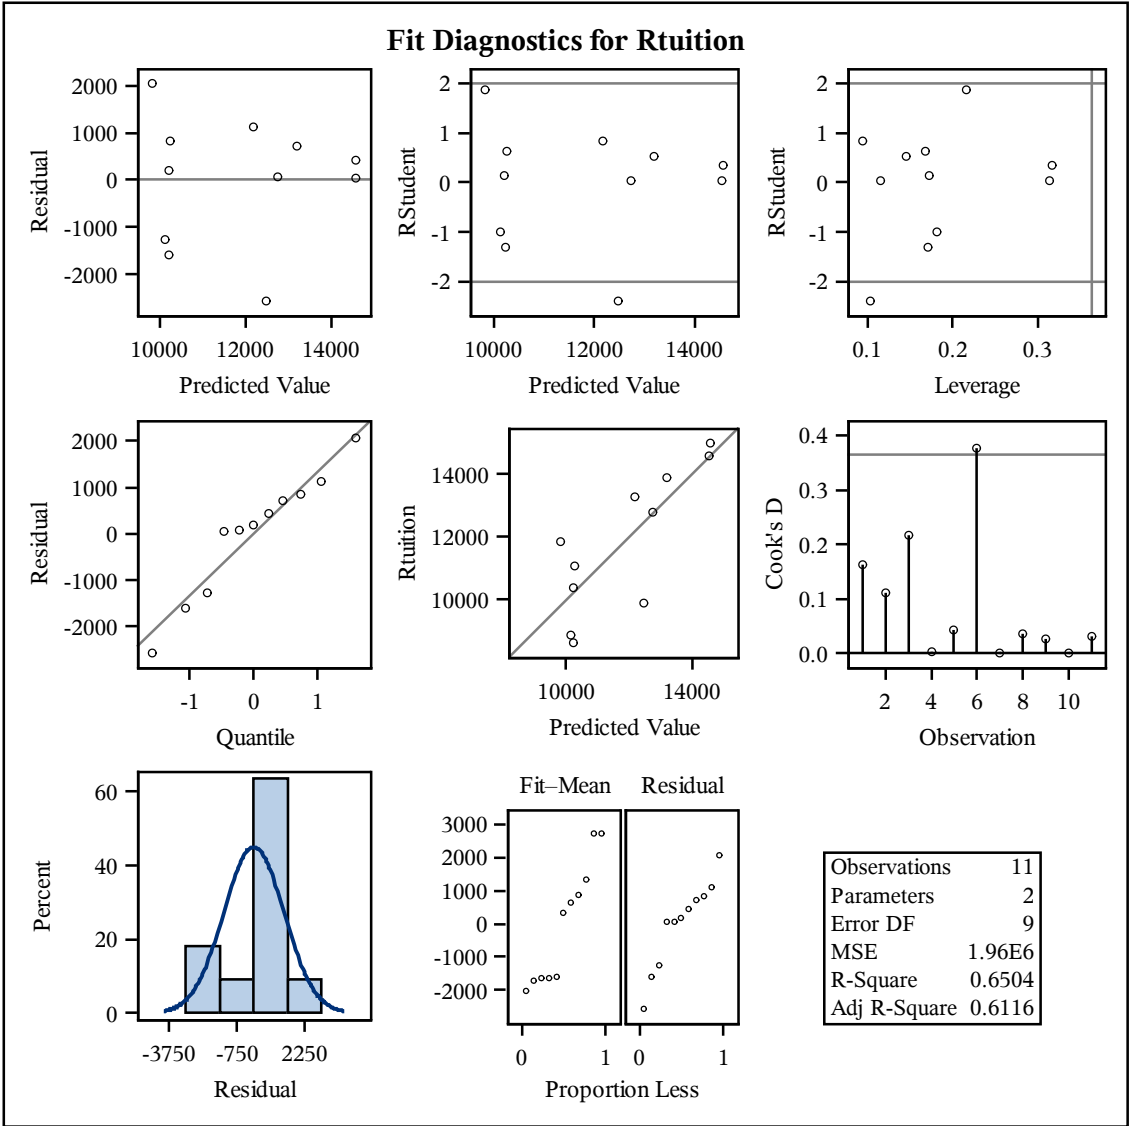 Fit Diagnostics for Rtuition
2000
1000
0
-1000
-2000
Residual
10000 12000 14000
Predicted Value
2
1
0
-1
-2
RStudent
10000 12000 14000
Predicted Value
2
1
0
-1
-2
RStudent
0.1 0.2 0.3
Leverage
2000
1000
0
-1000
-2000
Residual
-1 0 1
Quantile
14000
12000
10000
Rtuition
10000 14000
Predicted Value
0.4
0.3
0.2
0.1
0.0
Cook's D
2 4 6 8 10
Observation
60
40
20
0
Percent
-3750 -750 2250
Residual
Fit–Mean Residual
3000
2000
1000
0
-1000
-2000
0 1 0 1
Proportion Less
Observations 11
Parameters 2
Error DF 9
MSE 1.96E6
R-Square 0.6504
Adj R-Square 0.6116